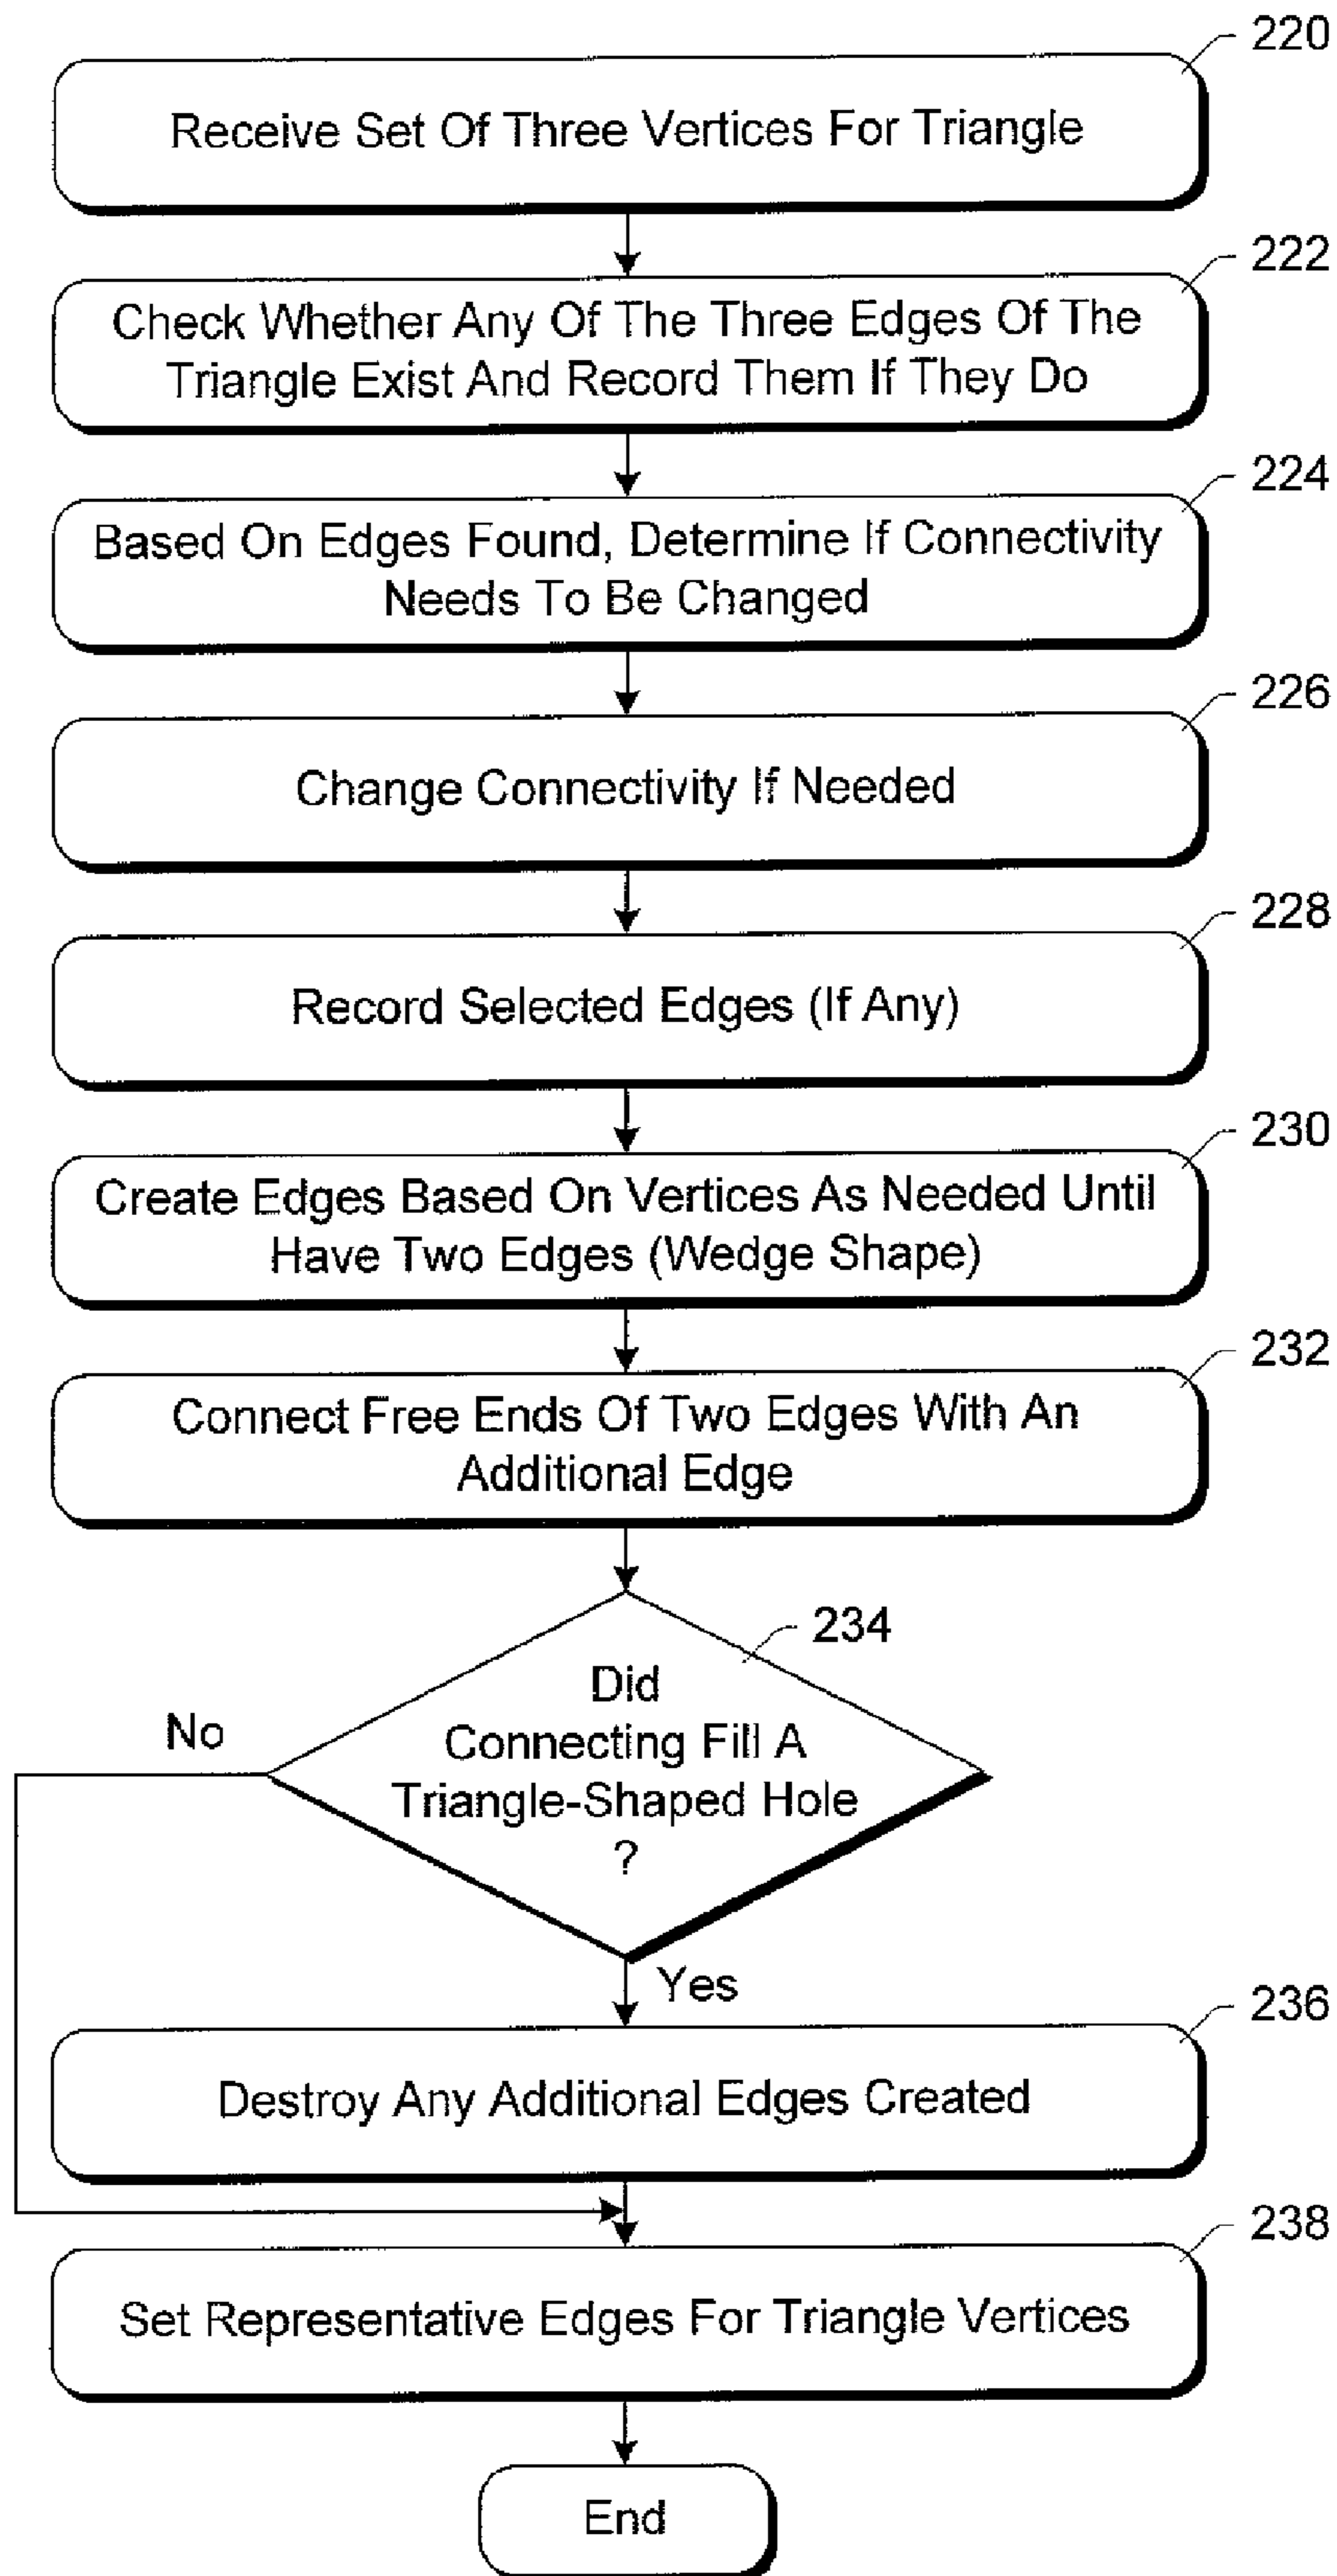 220
Receive Set Of Three Vertices For Triangle
222
Check Whether Any Of The Three Edges Of The
Triangle Exist And Record Them If They Do
224
Based On Edges Found, Determine If Connectivity
Needs To Be Changed
226
Change Connectivity If Needed
228
Record Selected Edges (If Any)
230
Create Edges Based On Vertices As Needed Until
Have Two Edges (Wedge Shape)
232
Connect Free Ends Of Two Edges With An
Additional Edge
234
Did
Connecting Fill A
Triangle-Shaped Hole
?
No
Yes
236
Destroy Any Additional Edges Created
238
Set Representative Edges For Triangle Vertices
End